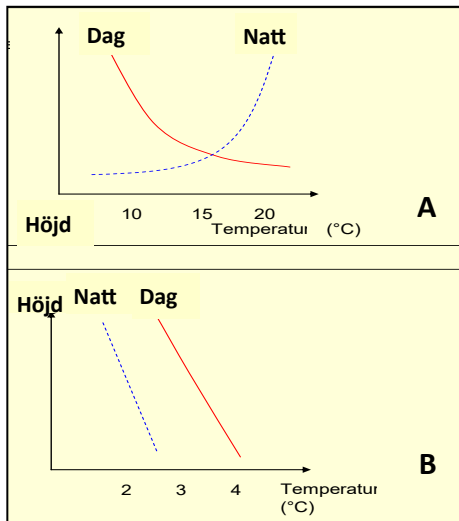 Dag Natt
10 15 20
Höjd Temperatur (°C) A
Höjd Natt Dag
2 3 4 Temperatur
(°C) B